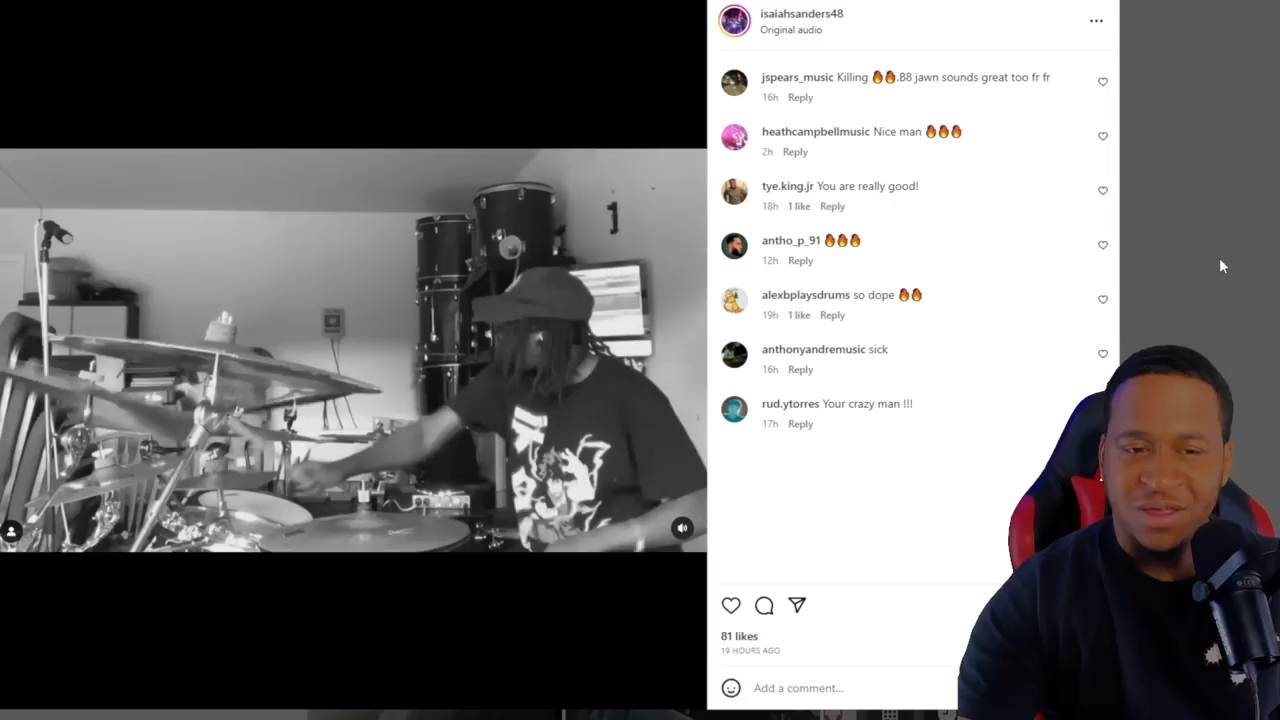 isaiahsanders48
Original audio
jspears_music Killing 🔥🔥.B8 jawn sounds great too fr fr
16h Reply
heathcampbellmusic Nice man 🔥🔥🔥
2h Reply
tye.king.jr You are really good!
18h 1 like Reply
antho_p_91 🔥🔥🔥
12h Reply
alexbplaysdrums so dope 🔥🔥
19h 1 like Reply
anthonyandremusic sick
16h Reply
rud.ytorres Your crazy man !!!
17h Reply
81 likes
19 HOURS AGO
Add a comment...